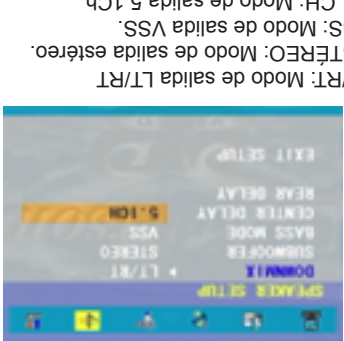 SPEAKER SETUP
DOWNMIX LT/RT
SUBWOOFER STEREO
BASS MODE VSS
CENTER DELAY 5.1CH
REAR DELAY
EXIT SETUP
/RT: Modo de salida LT/RT
STÉREO: Modo de salida estéreo.
SS: Modo de salida VSS.
CH: Modo de salida 5.1Ch